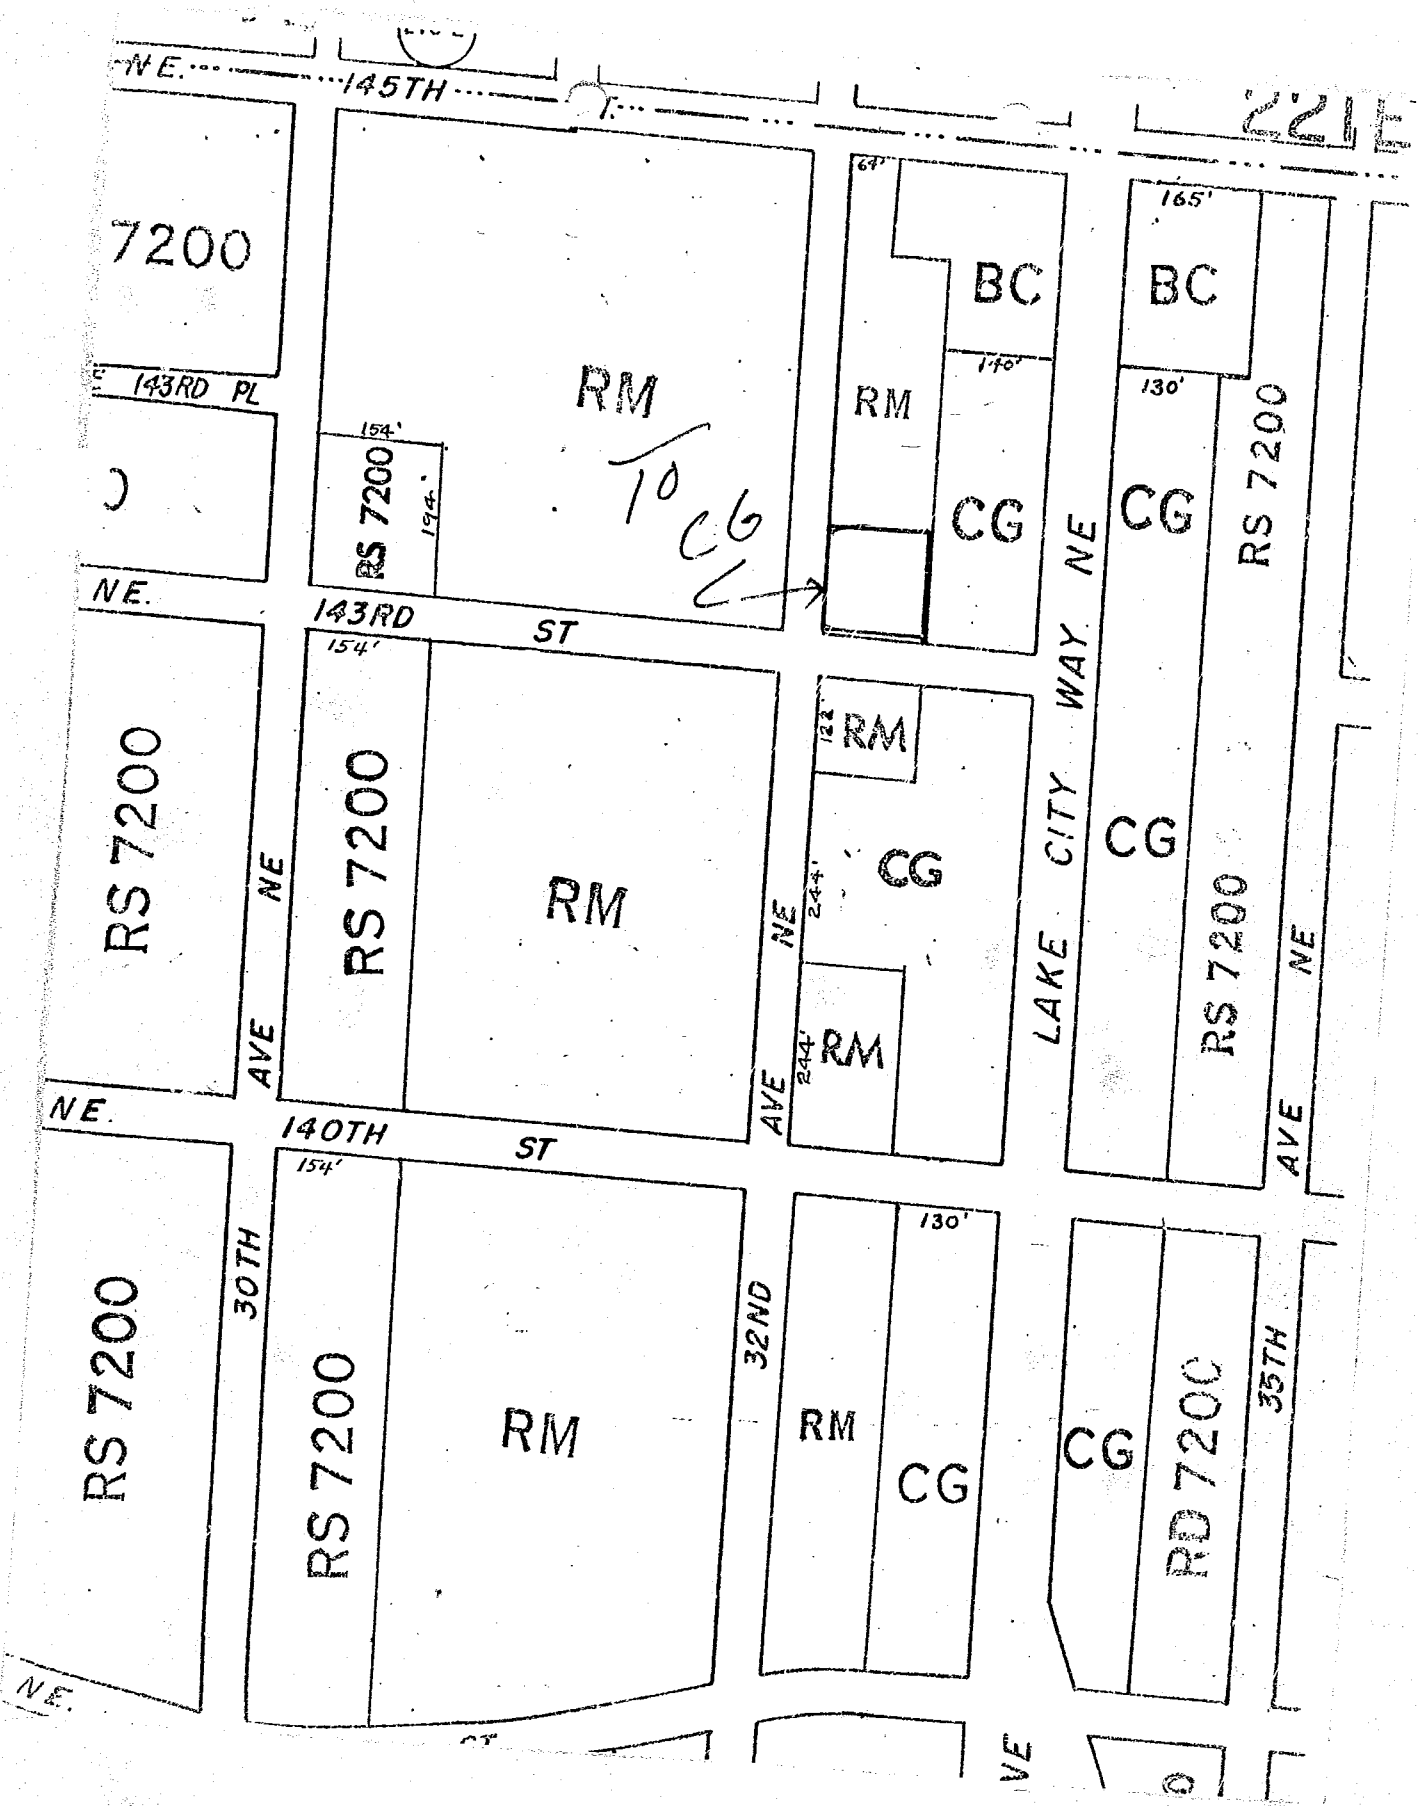 NE. 145TH
221E
64'
165'
7200
BC
BC
RM
RM
140'
130'
143RD PL
154'
RS 7200
194'
TO
CG
CG
CG
RS 7200
NE.
143RD ST
154'
122'
RM
LAKE CITY WAY NE
RS 7200
RS 7200
RM
CG
CG
244'
RS 7200
AVE NE
AVE NE
AVE NE
RM
244'
NE.
140TH ST
154'
130'
30TH
32ND
35TH
RS 7200
RS 7200
RM
RM
CG
CG
RD 7200
NE.
VE